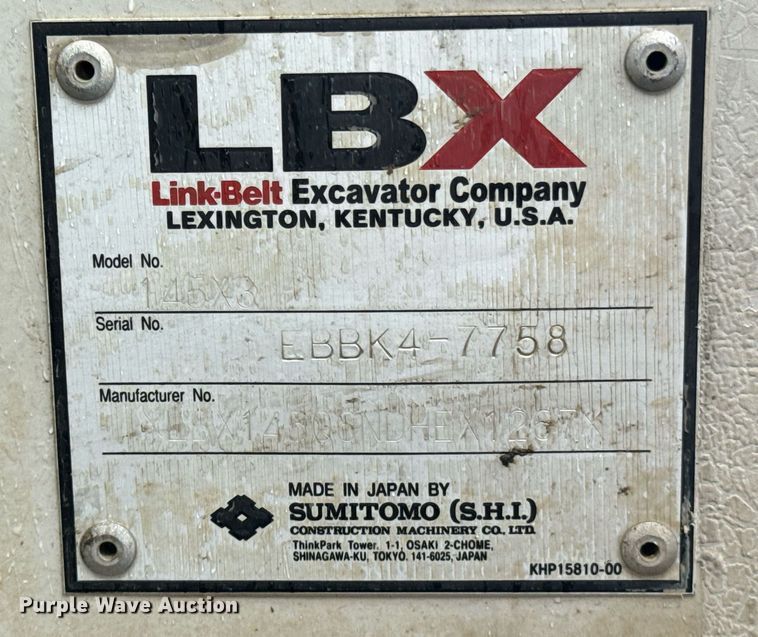 LBX
Link-Belt Excavator Company
LEXINGTON, KENTUCKY, U.S.A.
Model No.
145X3
Serial No.
EBBK4-7758
Manufacturer No.
MADE IN JAPAN BY
SUMITOMO (S.H.I.)
CONSTRUCTION MACHINERY CO., LTD.
ThinkPark Tower. 1-1, OSAKI 2-CHOME,
SHINAGAWA-KU, TOKYO. 141-6025, JAPAN
KHP15810-00
Purple Wave Auction